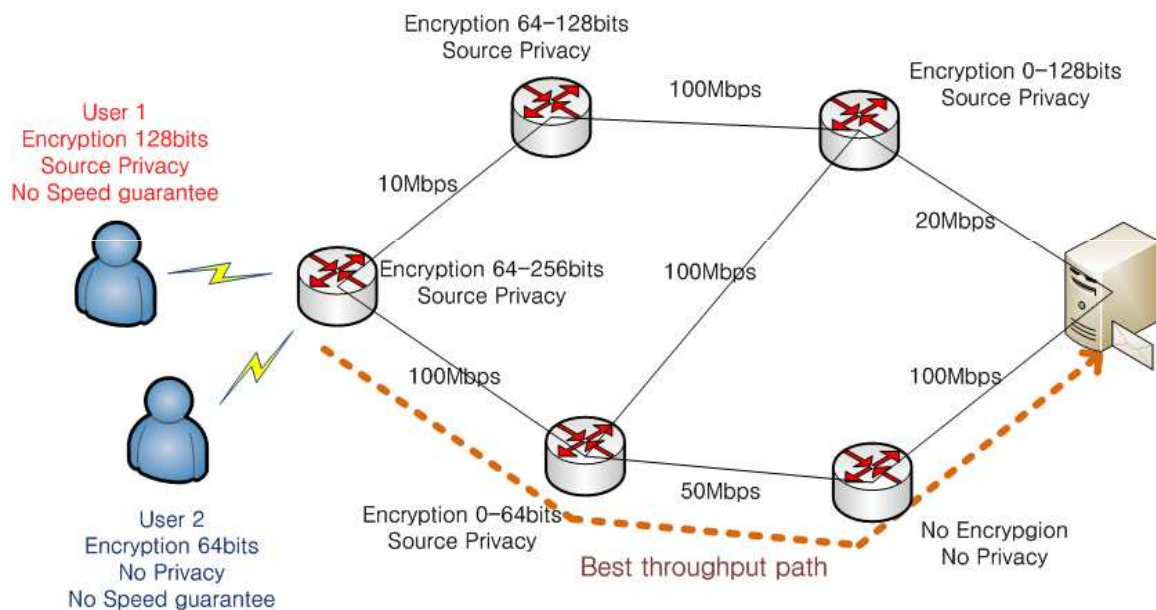 Encryption 64-128bits
Source Privacy
Encryption 0-128bits
Source Privacy
100Mbps
User 1
Encryption 128bits
Source Privacy
No Speed guarantee
10Mbps
20Mbps
Encryption 64-256bits
Source Privacy
100Mbps
100Mbps
100Mbps
User 2
Encryption 64bits
No Privacy
No Speed guarantee
Encryption 0-64bits
Source Privacy
50Mbps
No Encrypgion
No Privacy
Best throughput path